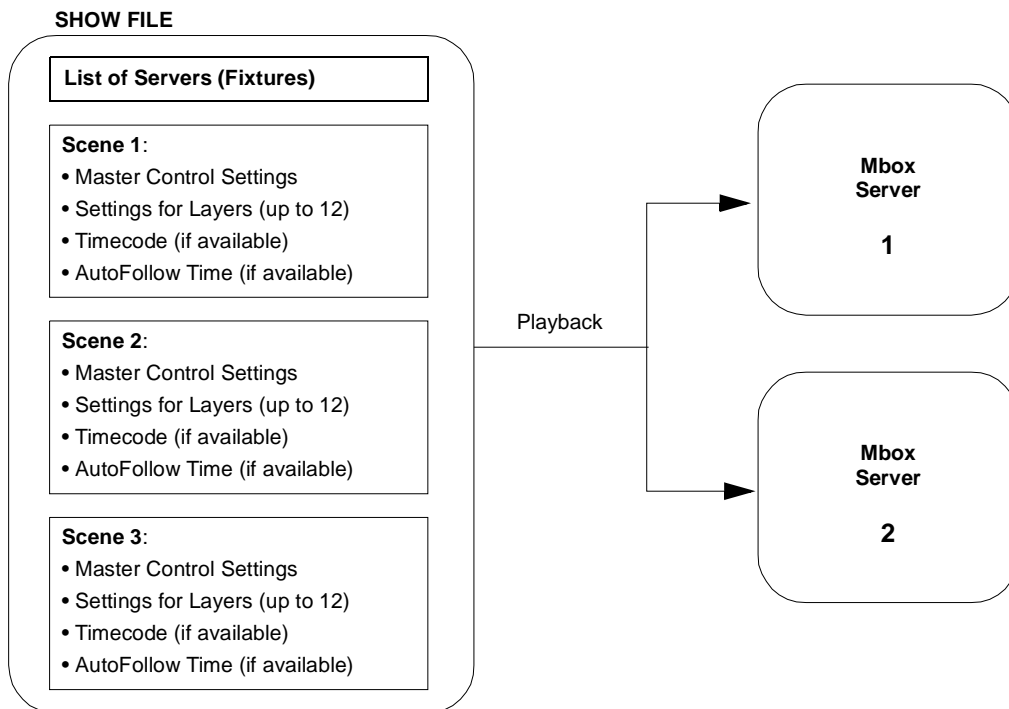 SHOW FILE
List of Servers (Fixtures)
Scene 1:
• Master Control Settings
• Settings for Layers (up to 12)
• Timecode (if available)
• AutoFollow Time (if available)
Scene 2:
• Master Control Settings
• Settings for Layers (up to 12)
• Timecode (if available)
• AutoFollow Time (if available)
Scene 3:
• Master Control Settings
• Settings for Layers (up to 12)
• Timecode (if available)
• AutoFollow Time (if available)
Playback
Mbox
Server
1
Mbox
Server
2